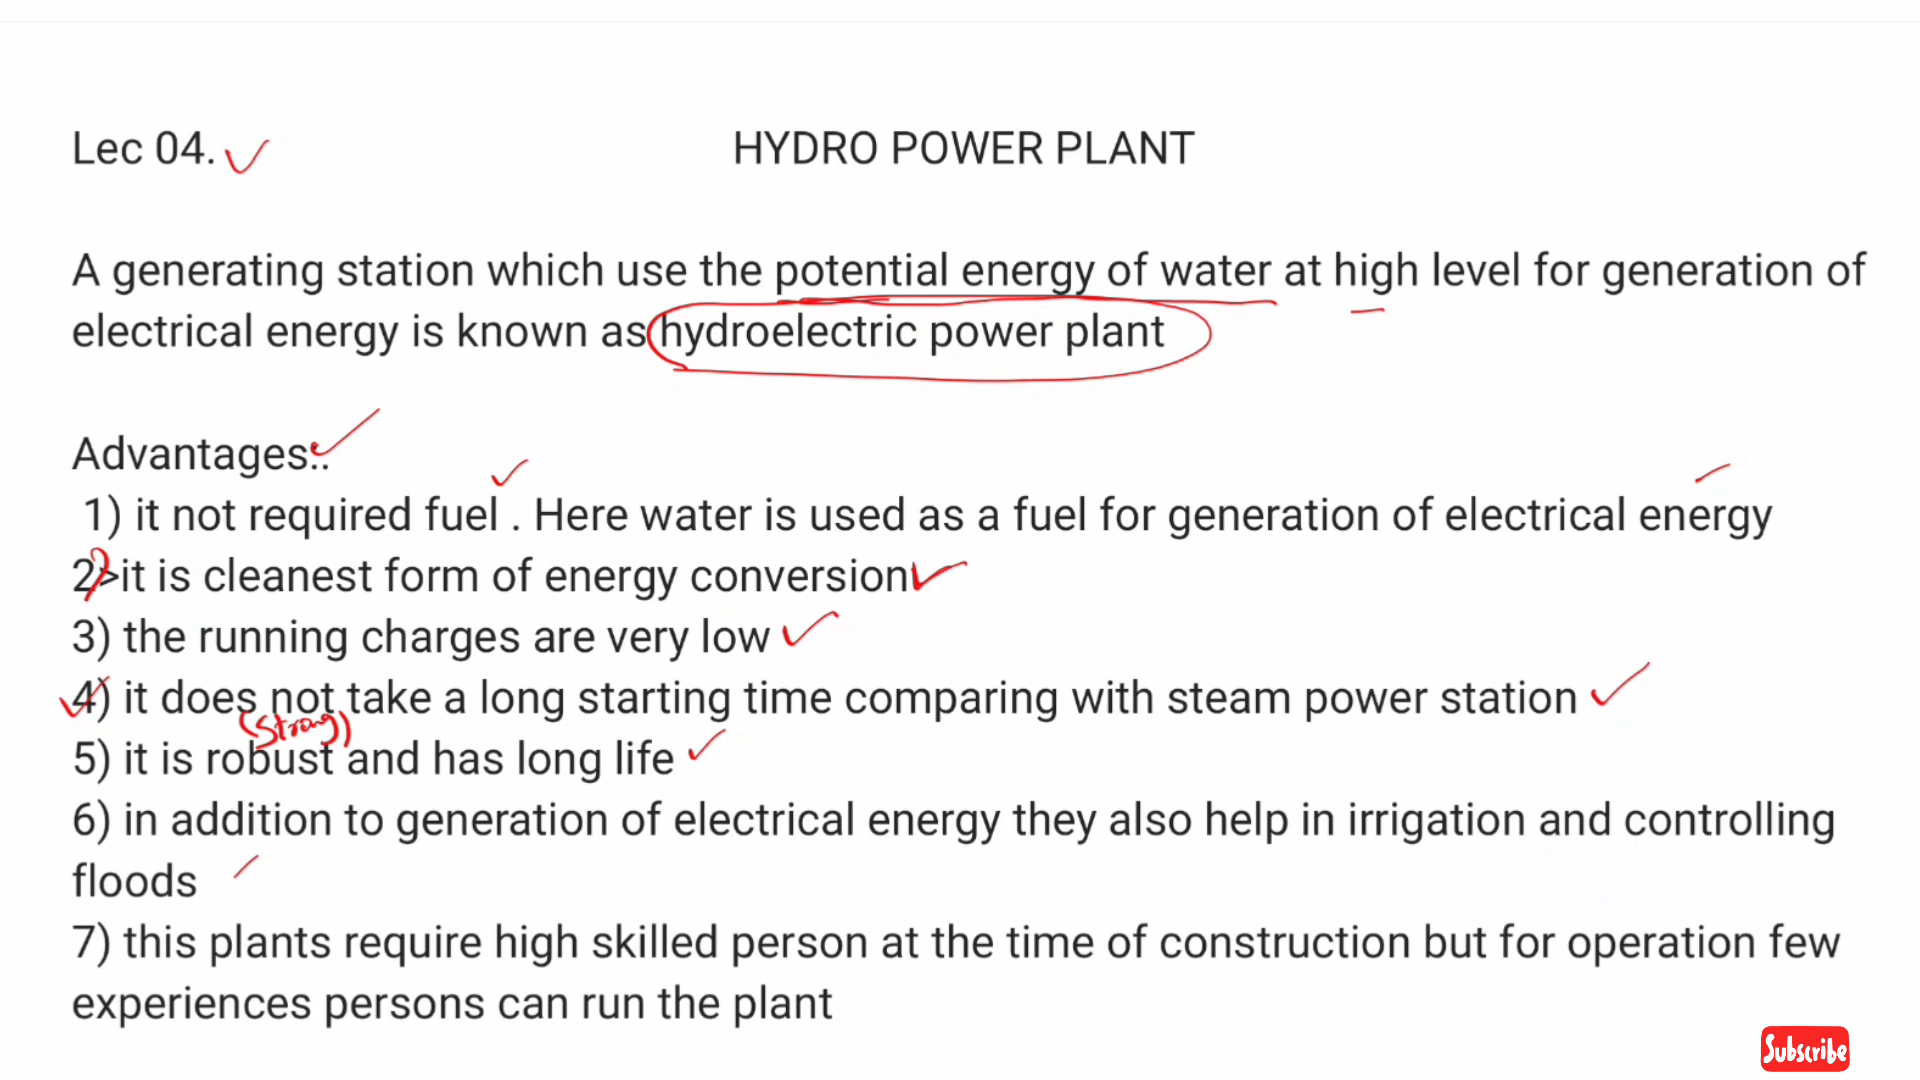 Lec 04. HYDRO POWER PLANT
A generating station which use the potential energy of water at high level for generation of
electrical energy is known as hydroelectric power plant
Advantages..
1) it not required fuel . Here water is used as a fuel for generation of electrical energy
2)>it is cleanest form of energy conversion
3) the running charges are very low
4) it does not take a long starting time comparing with steam power station
(strong)
5) it is robust and has long life
6) in addition to generation of electrical energy they also help in irrigation and controlling
floods
7) this plants require high skilled person at the time of construction but for operation few
experiences persons can run the plant
Subscribe